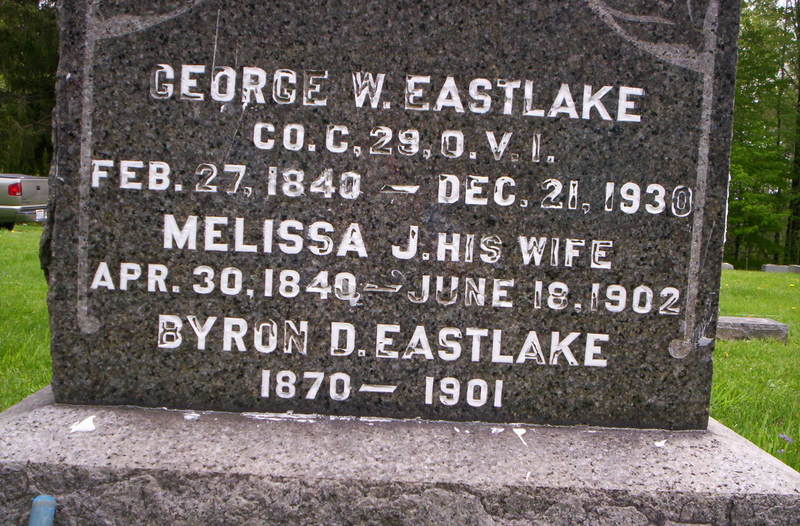 GEORGE W. EASTLAKE
CO. C, 29, O. V. I.
FEB. 27, 1840 — DEC. 21, 1930
MELISSA J. HIS WIFE
APR. 30, 1840, — JUNE 18. 1902
BYRON D. EASTLAKE
1870 — 1901